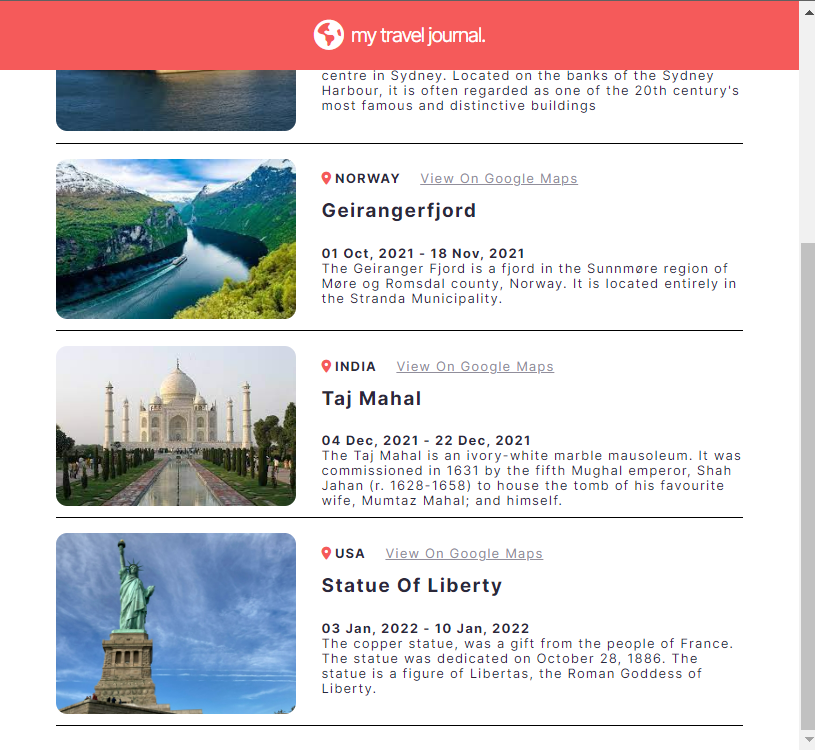 my travel journal.
centre in Sydney. Located on the banks of the Sydney
Harbour, it is often regarded as one of the 20th century's
most famous and distinctive buildings
NORWAY View On Google Maps
Geirangerfjord
01 Oct, 2021 - 18 Nov, 2021
The Geiranger Fjord is a fjord in the Sunnmøre region of
Møre og Romsdal county, Norway. It is located entirely in
the Stranda Municipality.
INDIA View On Google Maps
Taj Mahal
04 Dec, 2021 - 22 Dec, 2021
The Taj Mahal is an ivory-white marble mausoleum. It was
commissioned in 1631 by the fifth Mughal emperor, Shah
Jahan (r. 1628-1658) to house the tomb of his favourite
wife, Mumtaz Mahal; and himself.
USA View On Google Maps
Statue Of Liberty
03 Jan, 2022 - 10 Jan, 2022
The copper statue, was a gift from the people of France.
The statue was dedicated on October 28, 1886. The
statue is a figure of Libertas, the Roman Goddess of
Liberty.